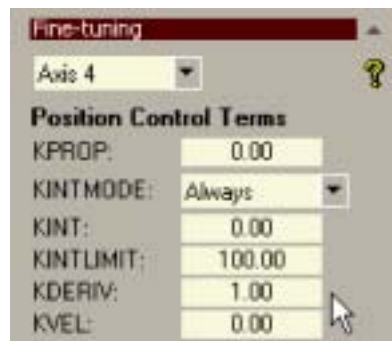 Fine-tuning
Axis 4
Position Control Terms
KPROP: 0.00
KINTMODE: Always
KINT: 0.00
KINTLIMIT: 100.00
KDERIV: 1.00
KVEL: 0.00